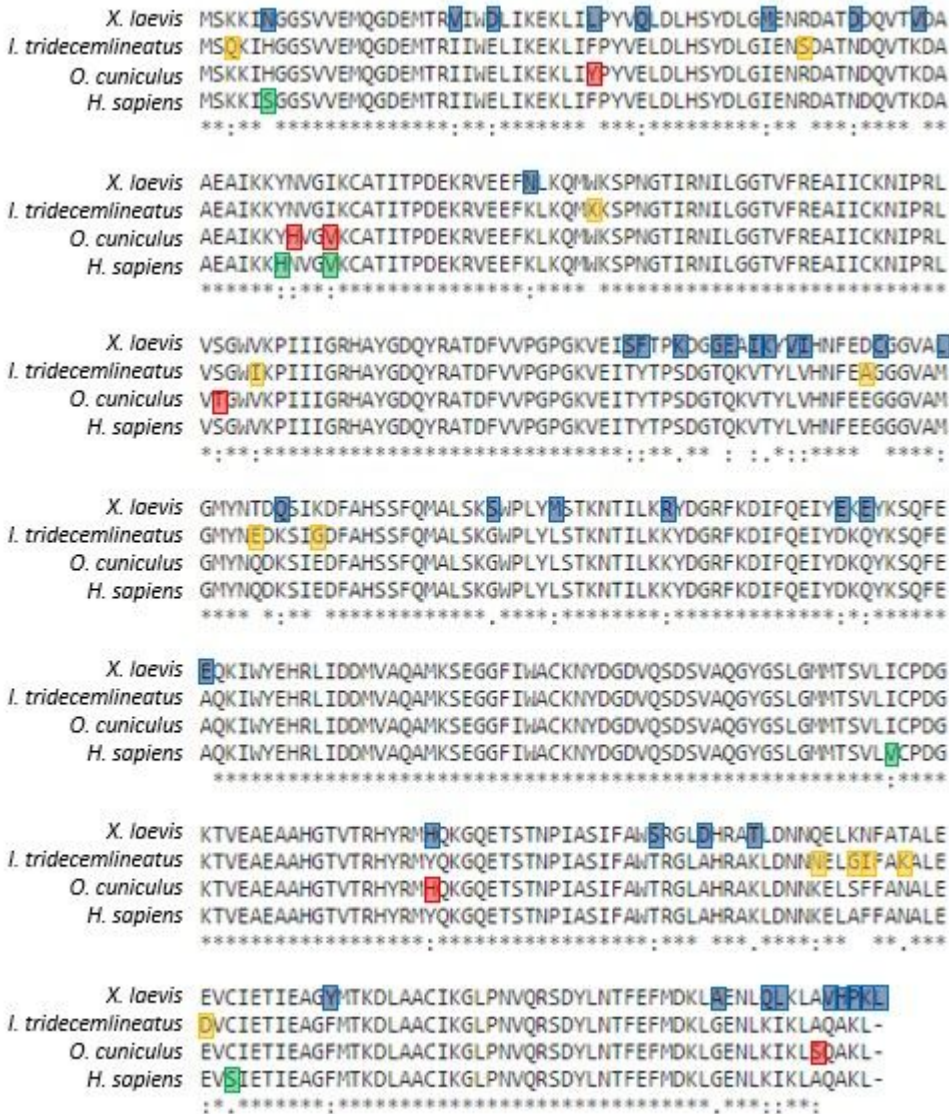 X. laevis MSKKINGGSVVEMQGDEMTRVIWDLIKEKLILPYVQLDLHSYDLGMENRDATDDQVTVDA
I. tridecemlineatus MSQKIHGGSVVEMQGDEMTRIIWELIKEKLIFPYVELDLHSYDLGIENSDATNDQVTKDA
O. cuniculus MSKKIHGGSVVEMQGDEMTRIIWELIKEKLIYPYVELDLHSYDLGIENRDATNDQVTKDA
H. sapiens MSKKISGGSVVEMQGDEMTRIIWELIKEKLIFPYVELDLHSYDLGIENRDATNDQVTKDA
**:** **************:**:******* ***:*********:** ***:**** **
X. laevis AEAIKKYNVGIKCATITPDEKRVEEFNLKQMWKSPNGTIRNILGGTVFREAIICKNIPRL
I. tridecemlineatus AEAIKKYNVGIKCATITPDEKRVEEFKLKQMXKSPNGTIRNILGGTVFREAIICKNIPRL
O. cuniculus AEAIKKYHVGVKCATITPDEKRVEEFKLKQMWKSPNGTIRNILGGTVFREAIICKNIPRL
H. sapiens AEAIKKHNVGVKCATITPDEKRVEEFKLKQMWKSPNGTIRNILGGTVFREAIICKNIPRL
******::**:***************:**** ****************************
X. laevis VSGWVKPIIIGRHAYGDQYRATDFVVPGPGKVEISFTPKDGGEAIKYVIHNFEDCGGVAL
I. tridecemlineatus VSGWIKPIIIGRHAYGDQYRATDFVVPGPGKVEITYTPSDGTQKVTYLVHNFEAGGGVAM
O. cuniculus VTGWVKPIIIGRHAYGDQYRATDFVVPGPGKVEITYTPSDGTQKVTYLVHNFEEGGGVAM
H. sapiens VSGWVKPIIIGRHAYGDQYRATDFVVPGPGKVEITYTPSDGTQKVTYLVHNFEEGGGVAM
*:**:*****************************::**.** : :.*::****  ****:
X. laevis GMYNTDQSIKDFAHSSFQMALSKSWPLYMSTKNTILKRYDGRFKDIFQEIYEKEYKSQFE
I. tridecemlineatus GMYNEDKSIGDFAHSSFQMALSKGWPLYLSTKNTILKKYDGRFKDIFQEIYDKQYKSQFE
O. cuniculus GMYNQDKSIEDFAHSSFQMALSKGWPLYLSTKNTILKKYDGRFKDIFQEIYDKQYKSQFE
H. sapiens GMYNQDKSIEDFAHSSFQMALSKGWPLYLSTKNTILKKYDGRFKDIFQEIYDKQYKSQFE
**** *:** *************.****:********:*************:*:******
X. laevis EQKIWYEHRLIDDMVAQAMKSEGGFIWACKNYDGDVQSDSVAQGYGSLGMMTSVLICPDG
I. tridecemlineatus AQKIWYEHRLIDDMVAQAMKSEGGFIWACKNYDGDVQSDSVAQGYGSLGMMTSVLICPDG
O. cuniculus AQKIWYEHRLIDDMVAQAMKSEGGFIWACKNYDGDVQSDSVAQGYGSLGMMTSVLICPDG
H. sapiens AQKIWYEHRLIDDMVAQAMKSEGGFIWACKNYDGDVQSDSVAQGYGSLGMMTSVLVCPDG
******************************************************:****
X. laevis KTVEAEAAHGTVTRHYRMHQKGQETSTNPIASIFAWSRGLDHRATLDNNQELKNFATALE
I. tridecemlineatus KTVEAEAAHGTVTRHYRMYQKGQETSTNPIASIFAWTRGLAHRAKLDNNNELGIFAKALE
O. cuniculus KTVEAEAAHGTVTRHYRMHQKGQETSTNPIASIFAWTRGLAHRAKLDNNKELSFFANALE
H. sapiens KTVEAEAAHGTVTRHYRMYQKGQETSTNPIASIFAWTRGLAHRAKLDNNKELAFFANALE
******************:*****************:*** ***.****:**  **.***
X. laevis EVCIETIEAGYMTKDLAACIKGLPNVQRSDYLNTFEFMDKLAENLQLKLAVHPKL
I. tridecemlineatus DVCIETIEAGFMTKDLAACIKGLPNVQRSDYLNTFEFMDKLGENLKIKLAQAKL-
O. cuniculus EVCIETIEAGFMTKDLAACIKGLPNVQRSDYLNTFEFMDKLGENLKIKLSQAKL-
H. sapiens EVSIETIEAGFMTKDLAACIKGLPNVQRSDYLNTFEFMDKLGENLKIKLAQAKL-
:*.*******:******************************.***::**: